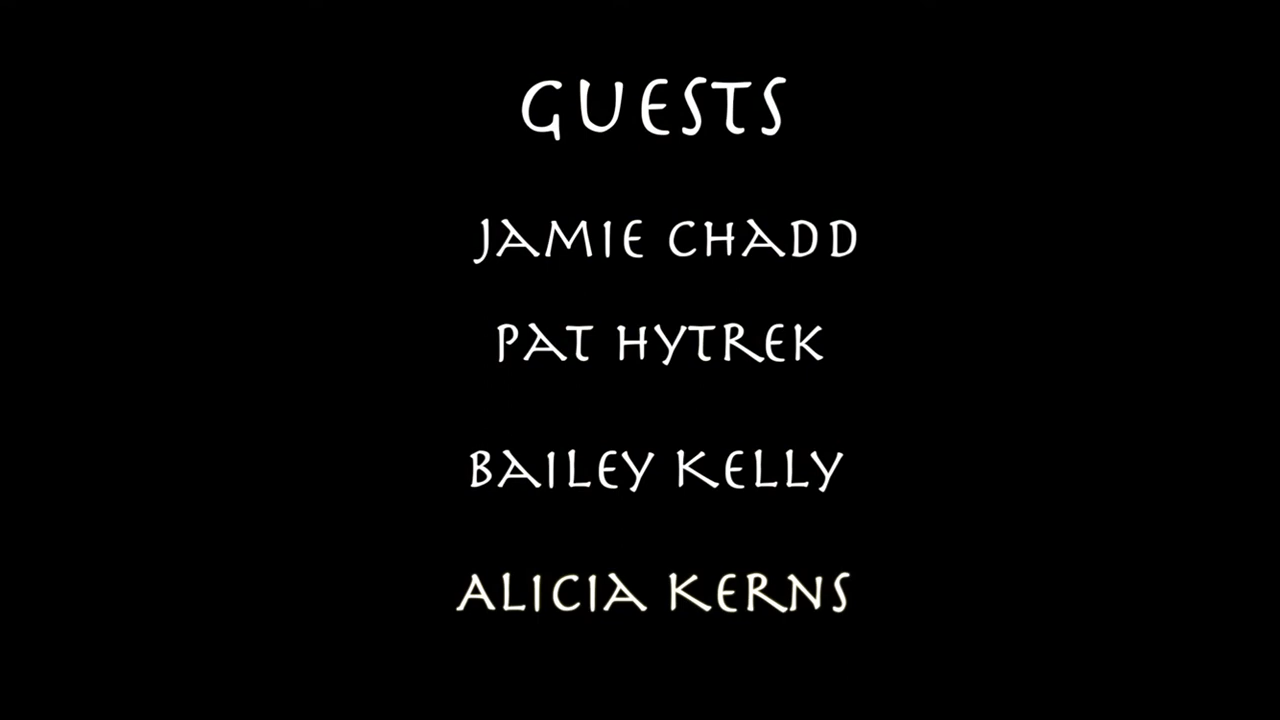 GUESTS
JAMIE CHADD
PAT HYTREK
BAILEY KELLY
ALICIA KERNS